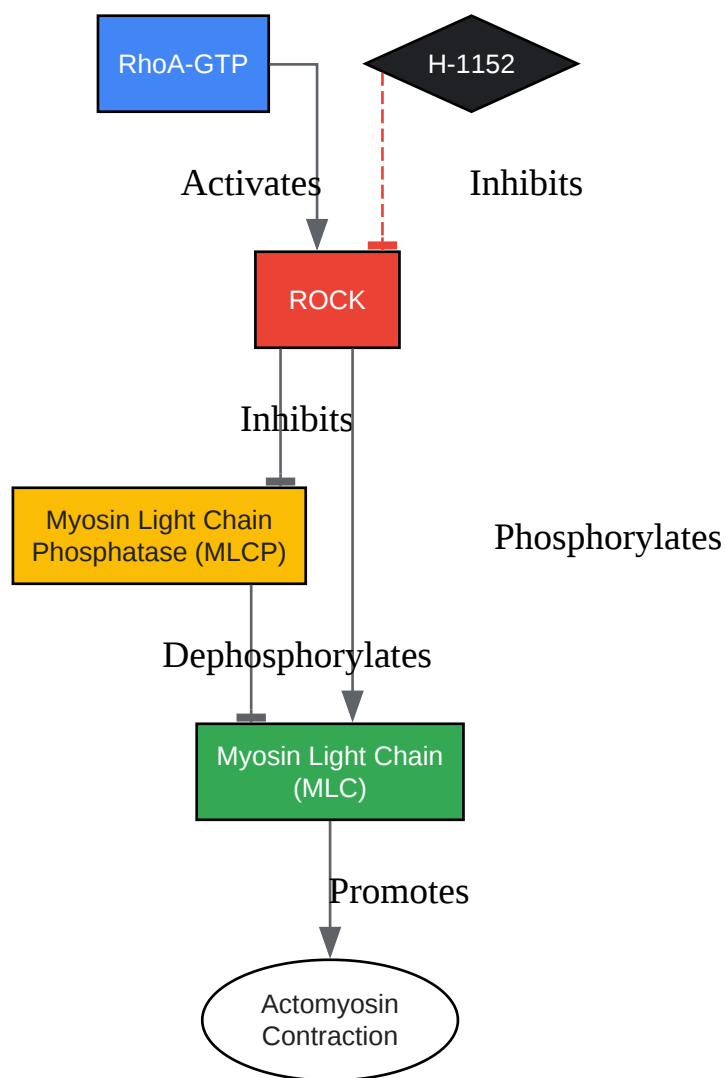 RhoA-GTP
H-1152
Activates
Inhibits
ROCK
Inhibits
Myosin Light Chain
Phosphatase (MLCP)
Phosphorylates
Dephosphorylates
Myosin Light Chain
(MLC)
Promotes
Actomyosin
Contraction